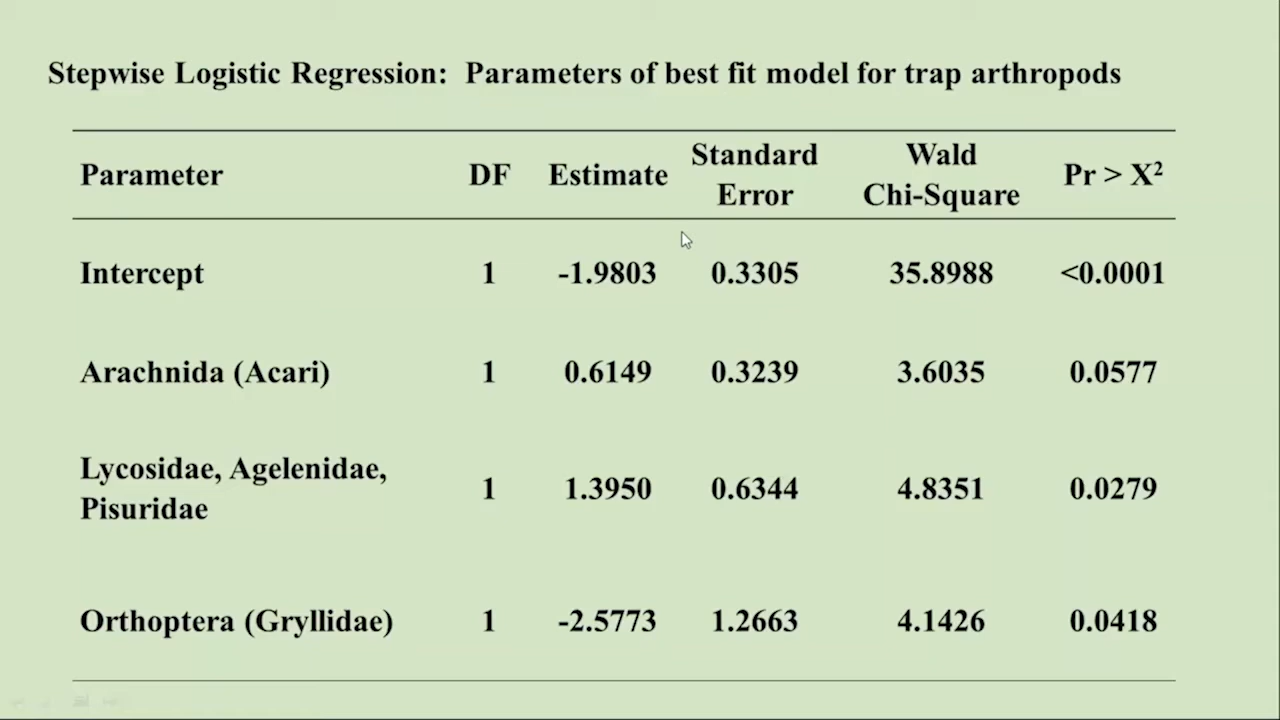 Stepwise Logistic Regression: Parameters of best fit model for trap arthropods
Parameter DF Estimate Standard Error Wald Chi-Square Pr > X²
Intercept 1 -1.9803 0.3305 35.8988 <0.0001
Arachnida (Acari) 1 0.6149 0.3239 3.6035 0.0577
Lycosidae, Agelenidae,
Pisuridae 1 1.3950 0.6344 4.8351 0.0279
Orthoptera (Gryllidae) 1 -2.5773 1.2663 4.1426 0.0418